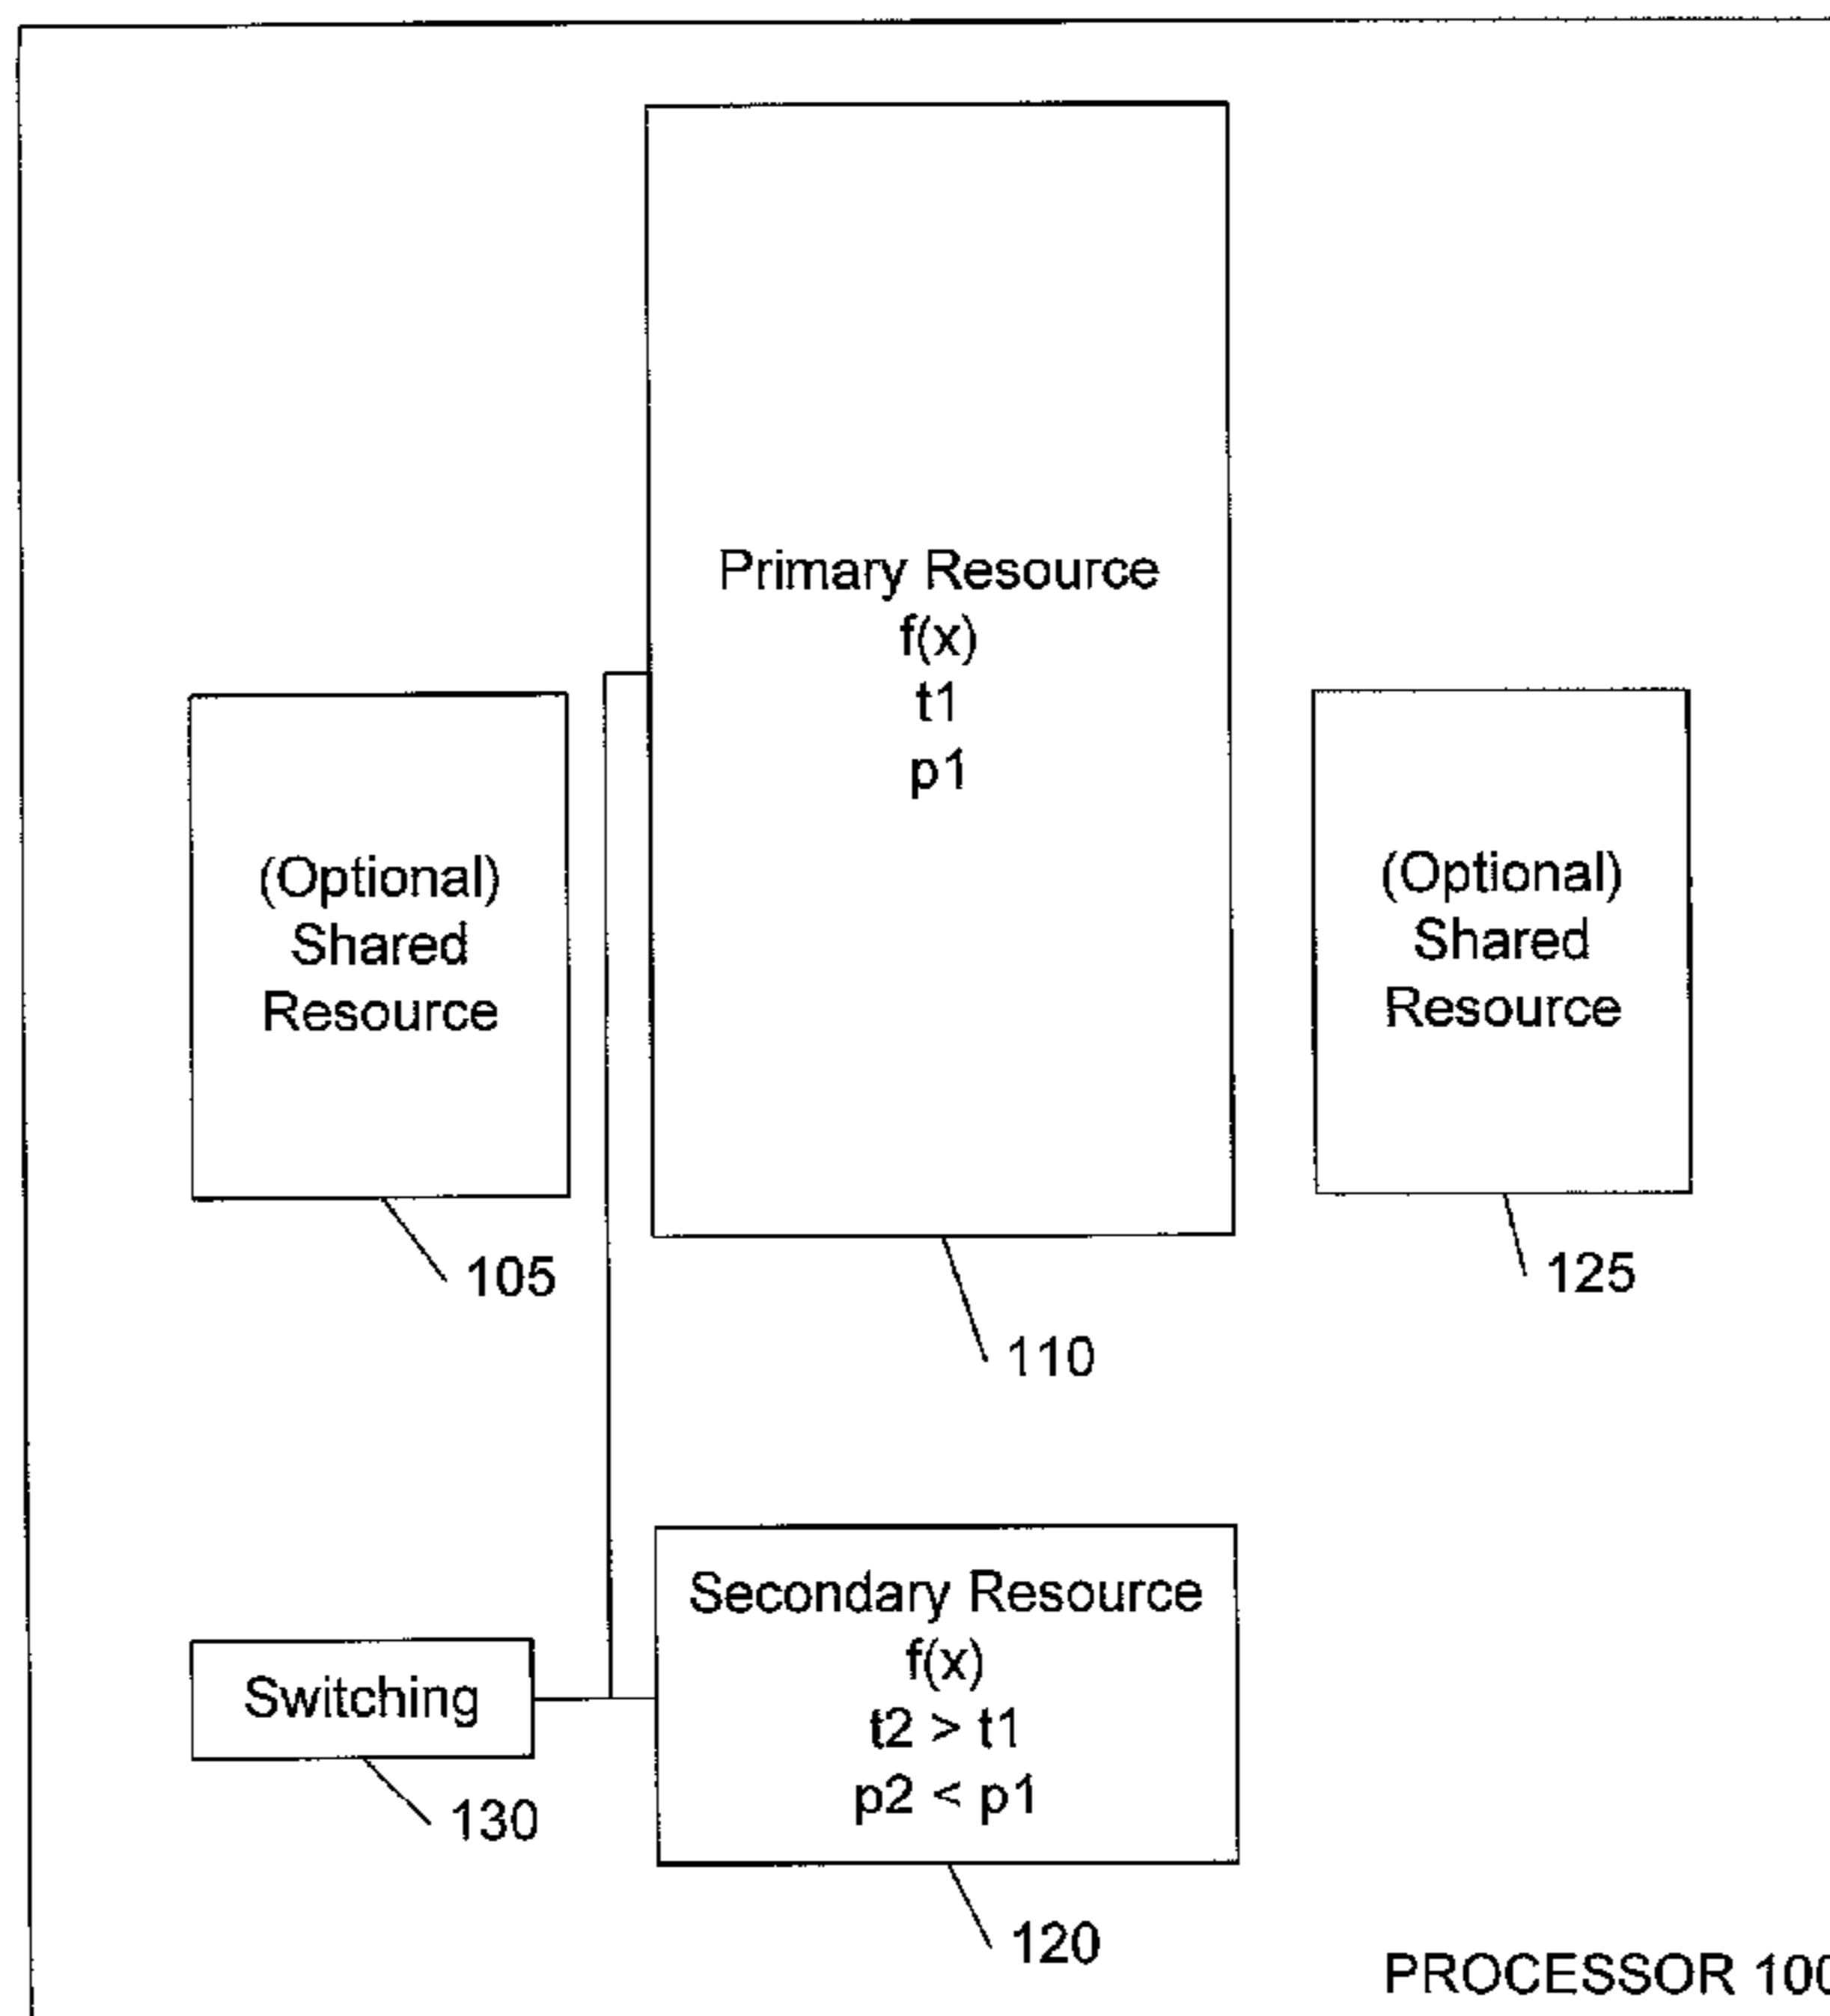 Primary Resource
f(x)
t1
p1
(Optional)
Shared
Resource
(Optional)
Shared
Resource
105
125
110
Secondary Resource
f(x)
t2 > t1
p2 < p1
Switching
130
120
PROCESSOR 100